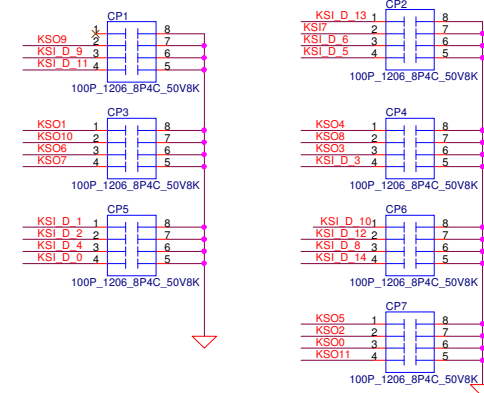 CP1
1 8
KSO9 2 7
KSI_D_9 3 6
KSI_D_11 4 5
100P_1206_8P4C_50V8K
CP2
KSI_D_13 1 8
KSI7 2 7
KSI_D_6 3 6
KSI_D_5 4 5
100P_1206_8P4C_50V8K
CP3
KSO1 1 8
KSO10 2 7
KSO6 3 6
KSO7 4 5
100P_1206_8P4C_50V8K
CP4
KSO4 1 8
KSO8 2 7
KSO3 3 6
KSI_D_3 4 5
100P_1206_8P4C_50V8K
CP5
KSI_D_1 1 8
KSI_D_2 2 7
KSI_D_4 3 6
KSI_D_0 4 5
100P_1206_8P4C_50V8K
CP6
KSI_D_10 1 8
KSI_D_12 2 7
KSI_D_8 3 6
KSI_D_14 4 5
100P_1206_8P4C_50V8K
CP7
KSO5 1 8
KSO2 2 7
KSO0 3 6
KSO11 4 5
100P_1206_8P4C_50V8K